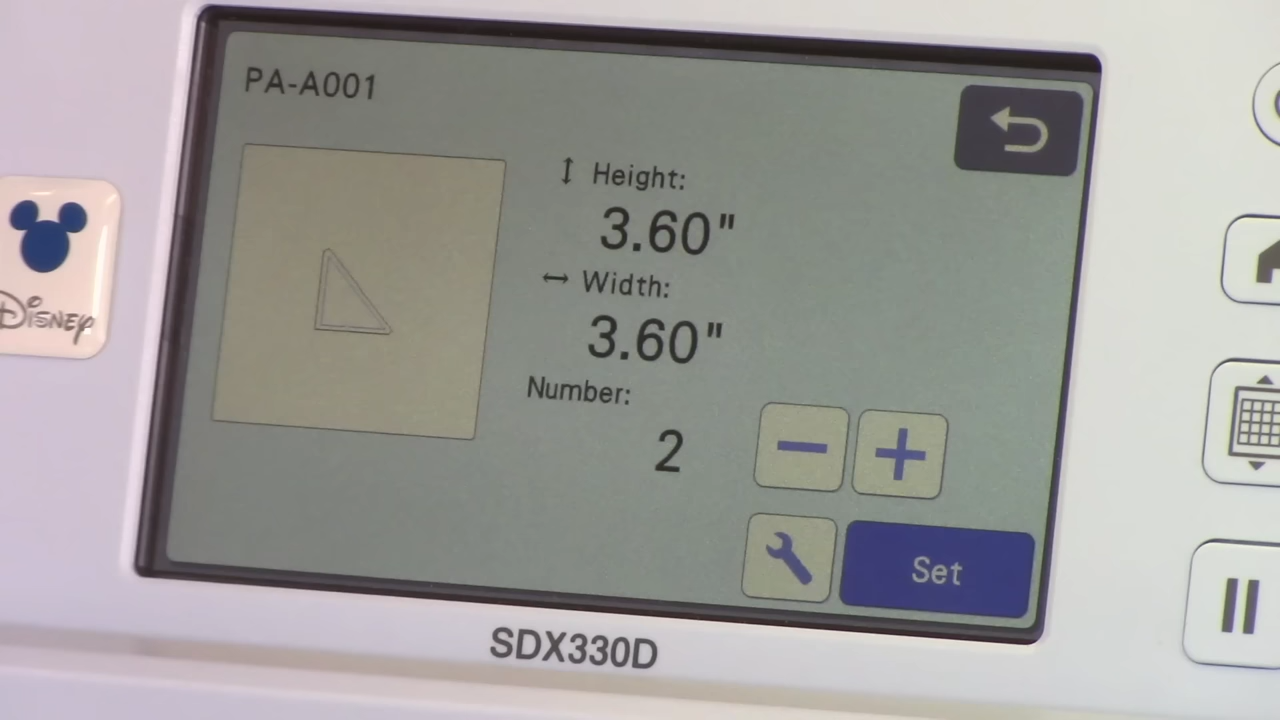 PA-A001
Height:
3.60"
Width:
3.60"
Number:
2
Set
Disney
SDX330D